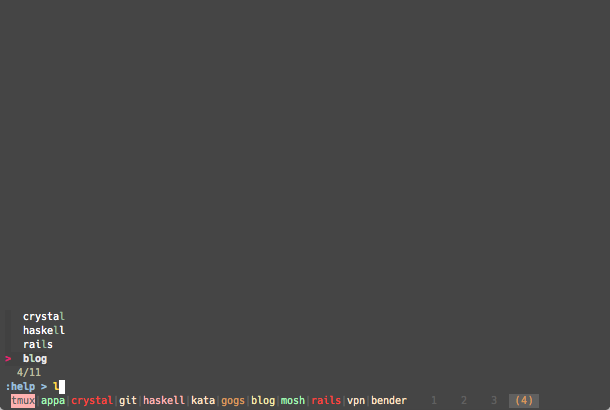 crystal
haskell
rails
> blog
4/11
:help > l
tmux|appa|crystal|git|haskell|kata|gogs|blog|mosh|rails|vpn|bender 1 2 3 (4)